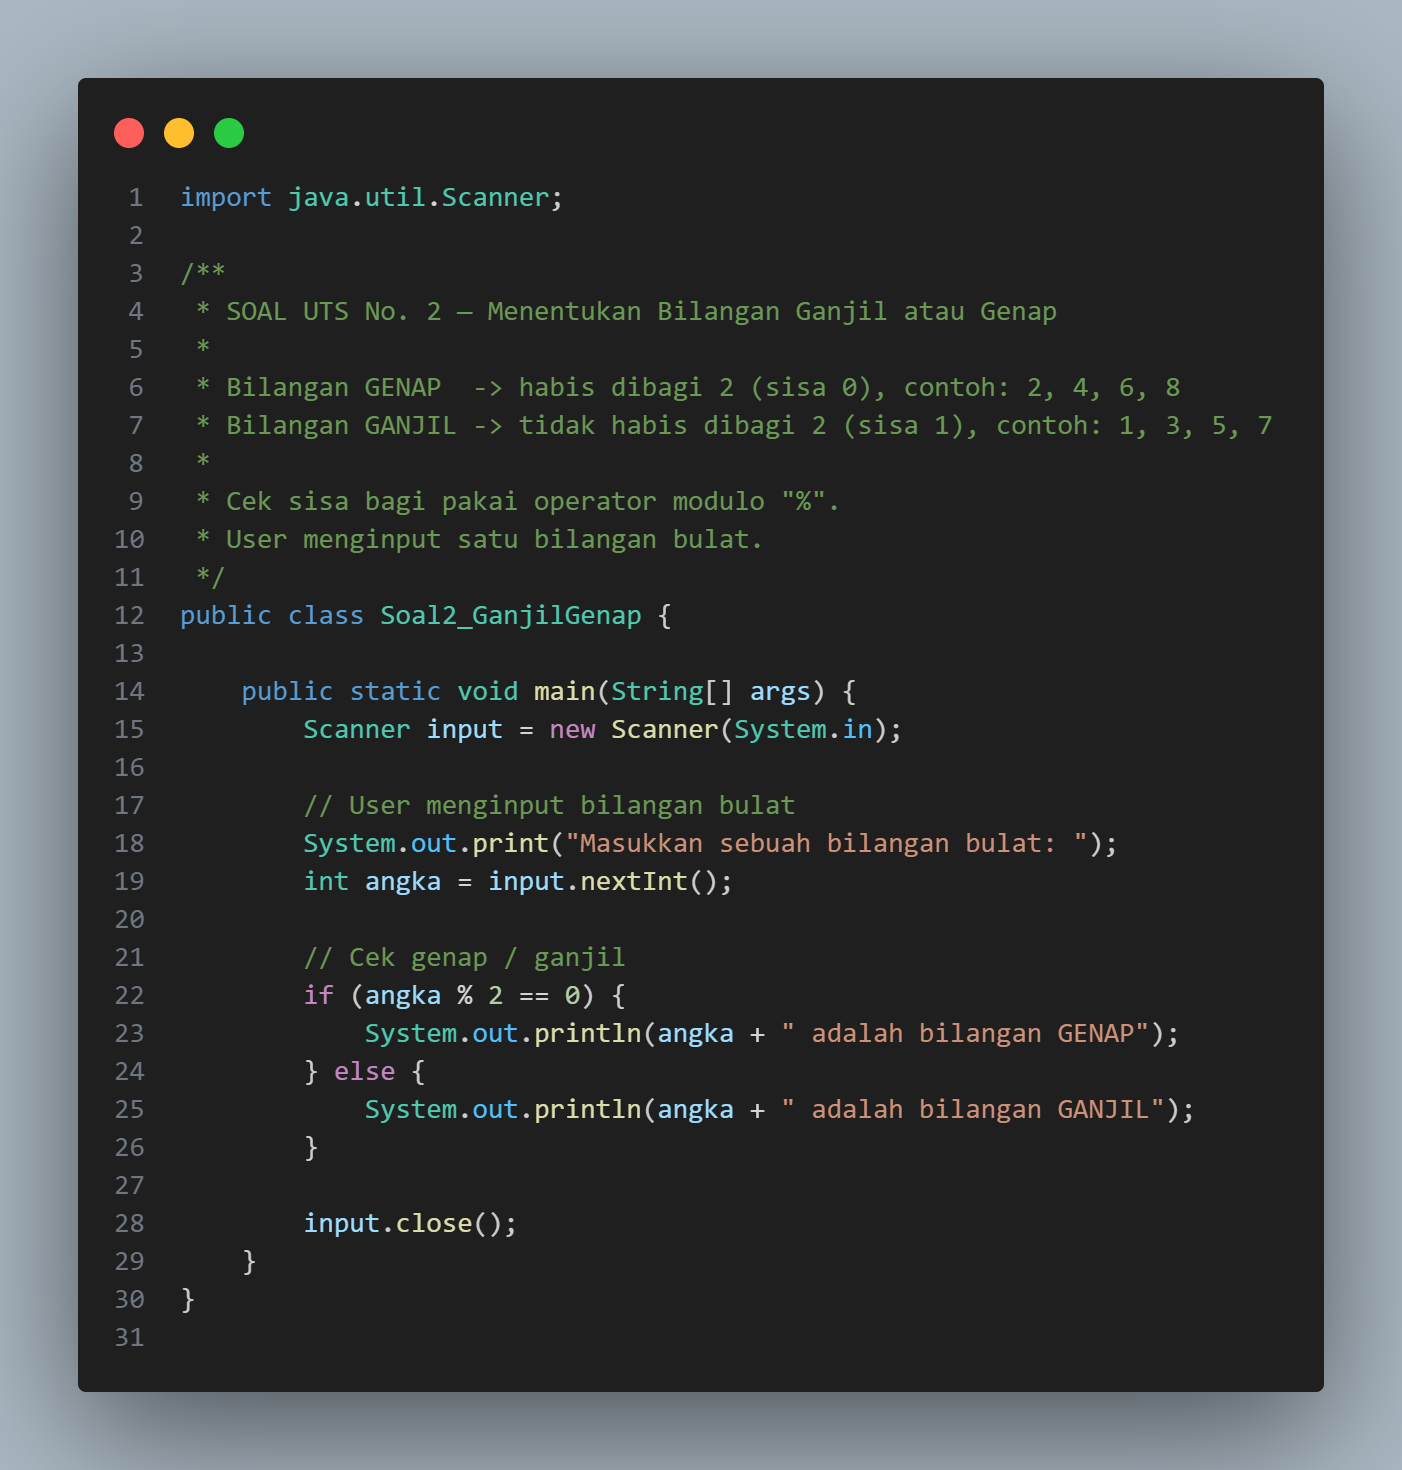 1 import java.util.Scanner;
2
3 /**
4  * SOAL UTS No. 2 — Menentukan Bilangan Ganjil atau Genap
5  *
6  * Bilangan GENAP  -> habis dibagi 2 (sisa 0), contoh: 2, 4, 6, 8
7  * Bilangan GANJIL -> tidak habis dibagi 2 (sisa 1), contoh: 1, 3, 5, 7
8  *
9  * Cek sisa bagi pakai operator modulo "%".
10  * User menginput satu bilangan bulat.
11  */
12 public class Soal2_GanjilGenap {
13
14     public static void main(String[] args) {
15         Scanner input = new Scanner(System.in);
16
17         // User menginput bilangan bulat
18         System.out.print("Masukkan sebuah bilangan bulat: ");
19         int angka = input.nextInt();
20
21         // Cek genap / ganjil
22         if (angka % 2 == 0) {
23             System.out.println(angka + " adalah bilangan GENAP");
24         } else {
25             System.out.println(angka + " adalah bilangan GANJIL");
26         }
27
28         input.close();
29     }
30 }
31